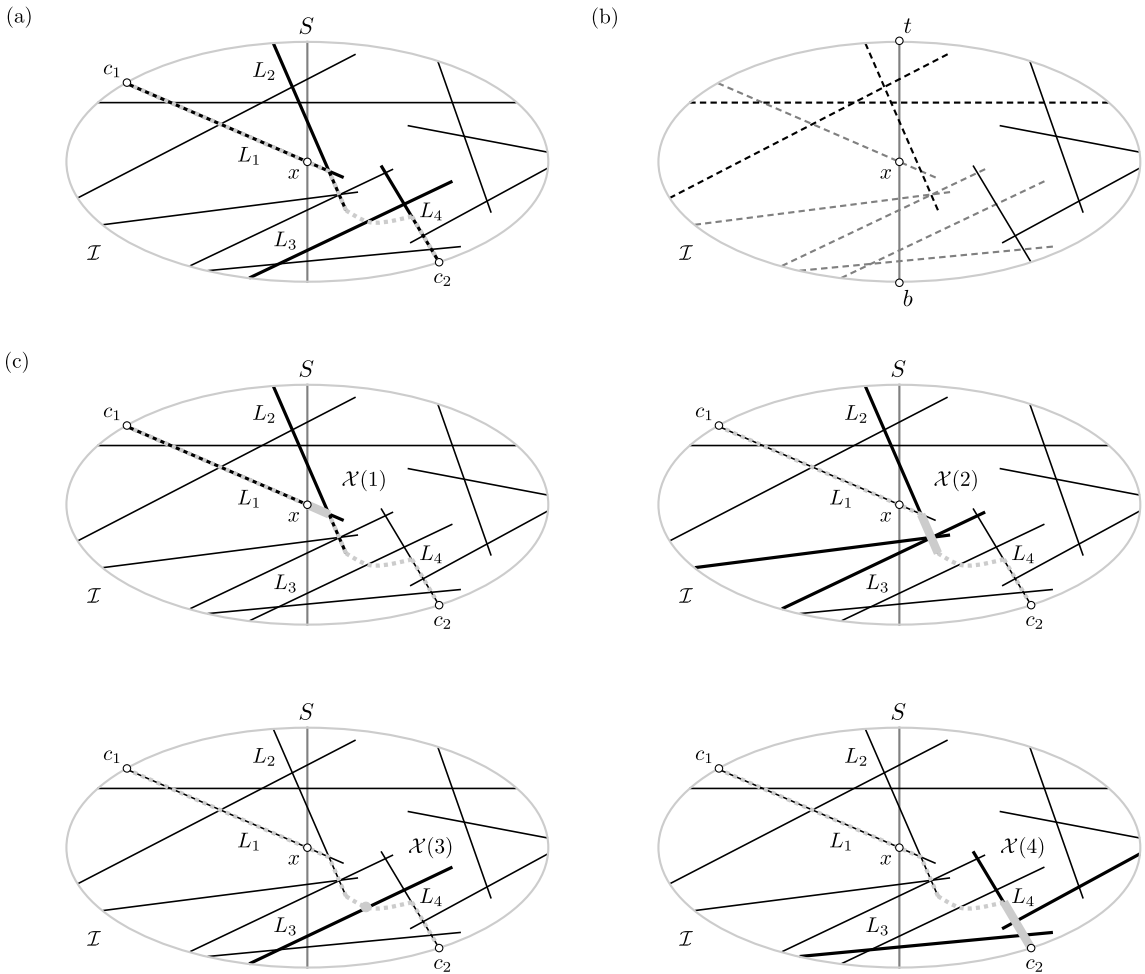 (a)
S
c₁
L₂
L₁
x
L₄
L₃
ℐ
c₂
(b)
t
x
ℐ
b
(c)
S
c₁
L₂
𝒳(1)
L₁
x
L₄
L₃
ℐ
c₂
S
c₁
L₂
𝒳(2)
L₁
x
L₄
L₃
ℐ
c₂
S
c₁
L₂
L₁
𝒳(3)
x
L₄
L₃
ℐ
c₂
S
c₁
L₂
L₁
𝒳(4)
x
L₄
L₃
ℐ
c₂